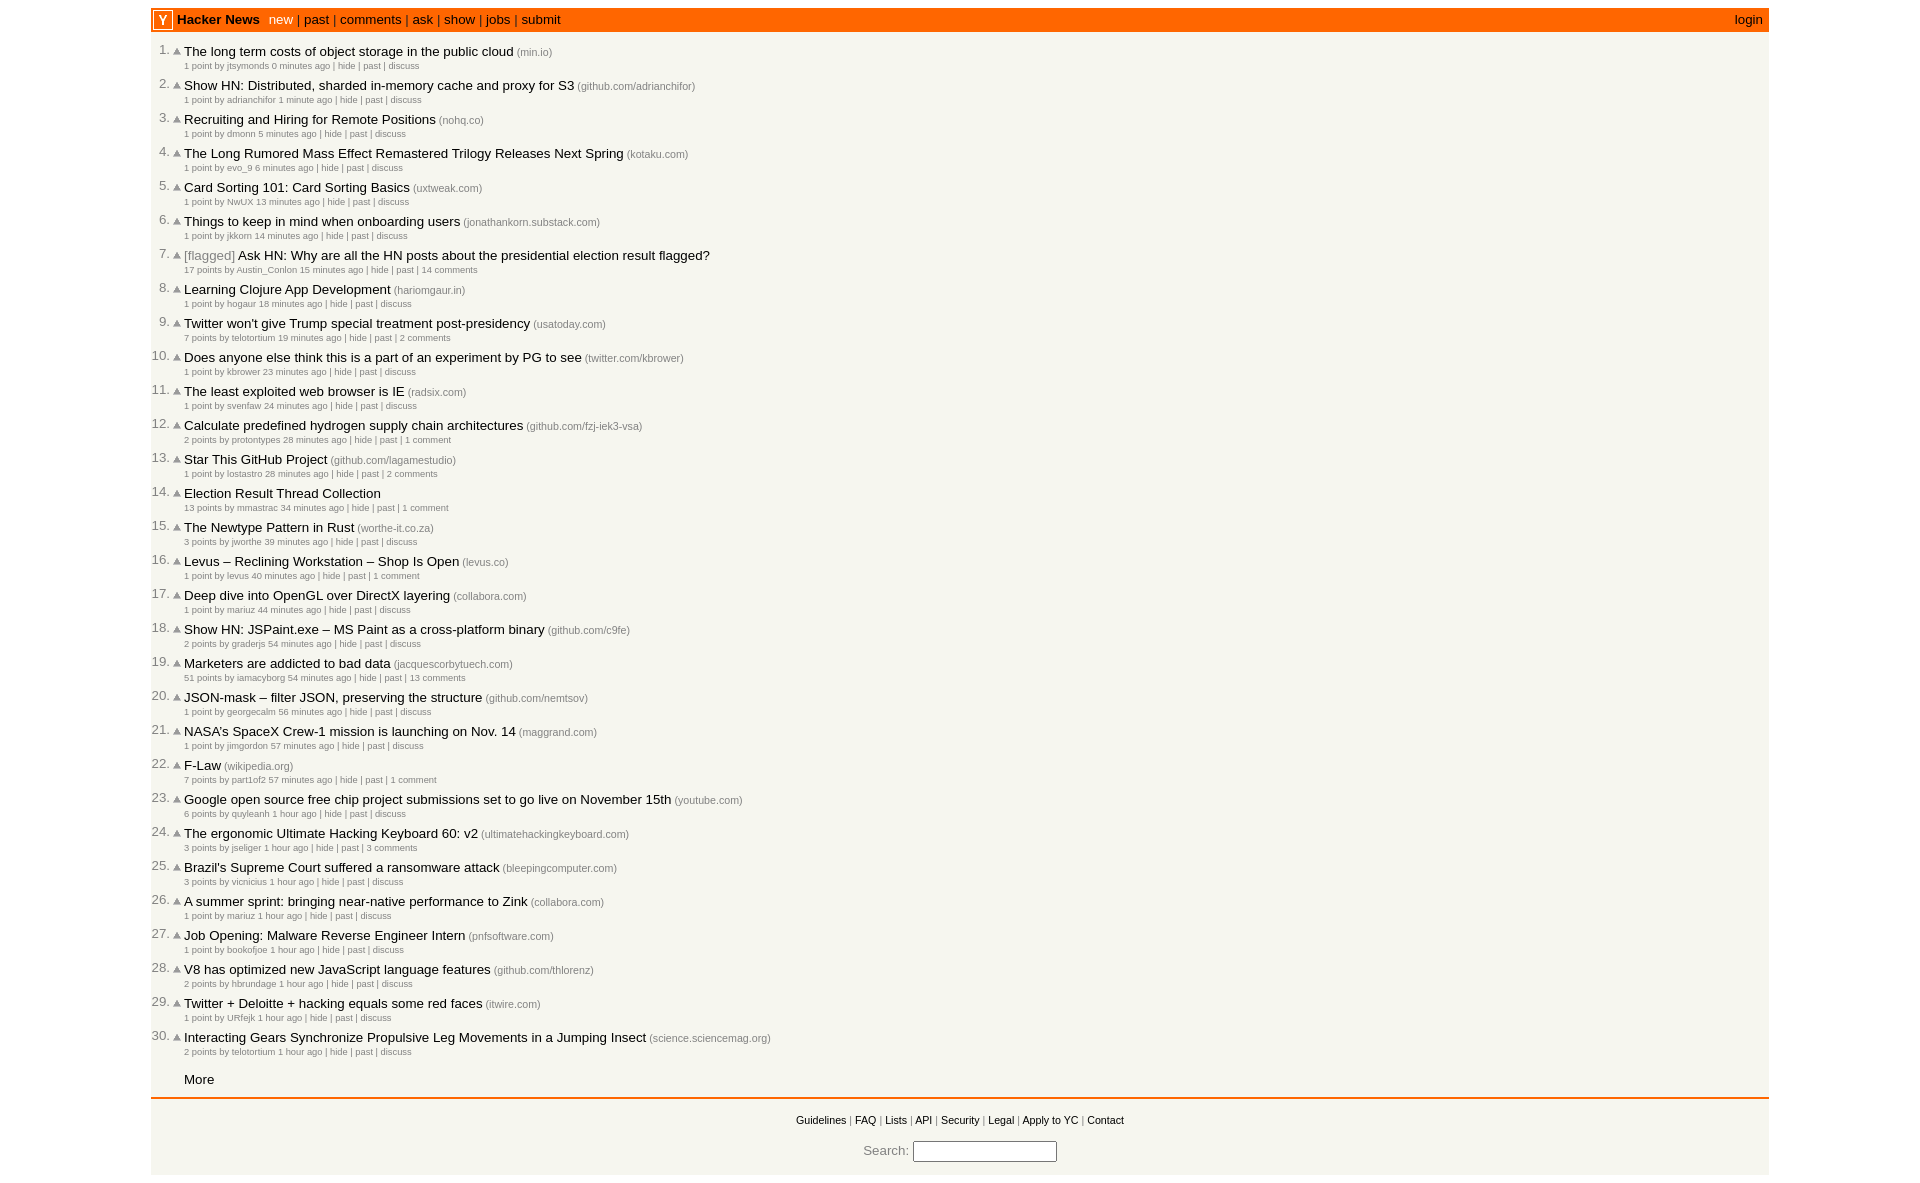 Y Hacker News new | past | comments | ask | show | jobs | submit login
1. The long term costs of object storage in the public cloud (min.io)
1 point by jtsymonds 0 minutes ago | hide | past | discuss
2. Show HN: Distributed, sharded in-memory cache and proxy for S3 (github.com/adrianchifor)
1 point by adrianchifor 1 minute ago | hide | past | discuss
3. Recruiting and Hiring for Remote Positions (nohq.co)
1 point by dmonn 5 minutes ago | hide | past | discuss
4. The Long Rumored Mass Effect Remastered Trilogy Releases Next Spring (kotaku.com)
1 point by evo_9 6 minutes ago | hide | past | discuss
5. Card Sorting 101: Card Sorting Basics (uxtweak.com)
1 point by NwUX 13 minutes ago | hide | past | discuss
6. Things to keep in mind when onboarding users (jonathankorn.substack.com)
1 point by jkkorn 14 minutes ago | hide | past | discuss
7. [flagged] Ask HN: Why are all the HN posts about the presidential election result flagged?
17 points by Austin_Conlon 15 minutes ago | hide | past | 14 comments
8. Learning Clojure App Development (hariomgaur.in)
1 point by hogaur 18 minutes ago | hide | past | discuss
9. Twitter won't give Trump special treatment post-presidency (usatoday.com)
7 points by telotortium 19 minutes ago | hide | past | 2 comments
10. Does anyone else think this is a part of an experiment by PG to see (twitter.com/kbrower)
1 point by kbrower 23 minutes ago | hide | past | discuss
11. The least exploited web browser is IE (radsix.com)
1 point by svenfaw 24 minutes ago | hide | past | discuss
12. Calculate predefined hydrogen supply chain architectures (github.com/fzj-iek3-vsa)
2 points by protontypes 28 minutes ago | hide | past | 1 comment
13. Star This GitHub Project (github.com/lagamestudio)
1 point by lostastro 28 minutes ago | hide | past | 2 comments
14. Election Result Thread Collection
13 points by mmastrac 34 minutes ago | hide | past | 1 comment
15. The Newtype Pattern in Rust (worthe-it.co.za)
3 points by jworthe 39 minutes ago | hide | past | discuss
16. Levus – Reclining Workstation – Shop Is Open (levus.co)
1 point by levus 40 minutes ago | hide | past | 1 comment
17. Deep dive into OpenGL over DirectX layering (collabora.com)
1 point by mariuz 44 minutes ago | hide | past | discuss
18. Show HN: JSPaint.exe – MS Paint as a cross-platform binary (github.com/c9fe)
2 points by graderjs 54 minutes ago | hide | past | discuss
19. Marketers are addicted to bad data (jacquescorbytuech.com)
51 points by iamacyborg 54 minutes ago | hide | past | 13 comments
20. JSON-mask – filter JSON, preserving the structure (github.com/nemtsov)
1 point by georgecalm 56 minutes ago | hide | past | discuss
21. NASA's SpaceX Crew-1 mission is launching on Nov. 14 (maggrand.com)
1 point by jimgordon 57 minutes ago | hide | past | discuss
22. F-Law (wikipedia.org)
7 points by part1of2 57 minutes ago | hide | past | 1 comment
23. Google open source free chip project submissions set to go live on November 15th (youtube.com)
6 points by quyleanh 1 hour ago | hide | past | discuss
24. The ergonomic Ultimate Hacking Keyboard 60: v2 (ultimatehackingkeyboard.com)
3 points by jseliger 1 hour ago | hide | past | 3 comments
25. Brazil's Supreme Court suffered a ransomware attack (bleepingcomputer.com)
3 points by vicnicius 1 hour ago | hide | past | discuss
26. A summer sprint: bringing near-native performance to Zink (collabora.com)
1 point by mariuz 1 hour ago | hide | past | discuss
27. Job Opening: Malware Reverse Engineer Intern (pnfsoftware.com)
1 point by bookofjoe 1 hour ago | hide | past | discuss
28. V8 has optimized new JavaScript language features (github.com/thlorenz)
2 points by hbrundage 1 hour ago | hide | past | discuss
29. Twitter + Deloitte + hacking equals some red faces (itwire.com)
1 point by URfejk 1 hour ago | hide | past | discuss
30. Interacting Gears Synchronize Propulsive Leg Movements in a Jumping Insect (science.sciencemag.org)
2 points by telotortium 1 hour ago | hide | past | discuss
More
Guidelines | FAQ | Lists | API | Security | Legal | Apply to YC | Contact
Search: